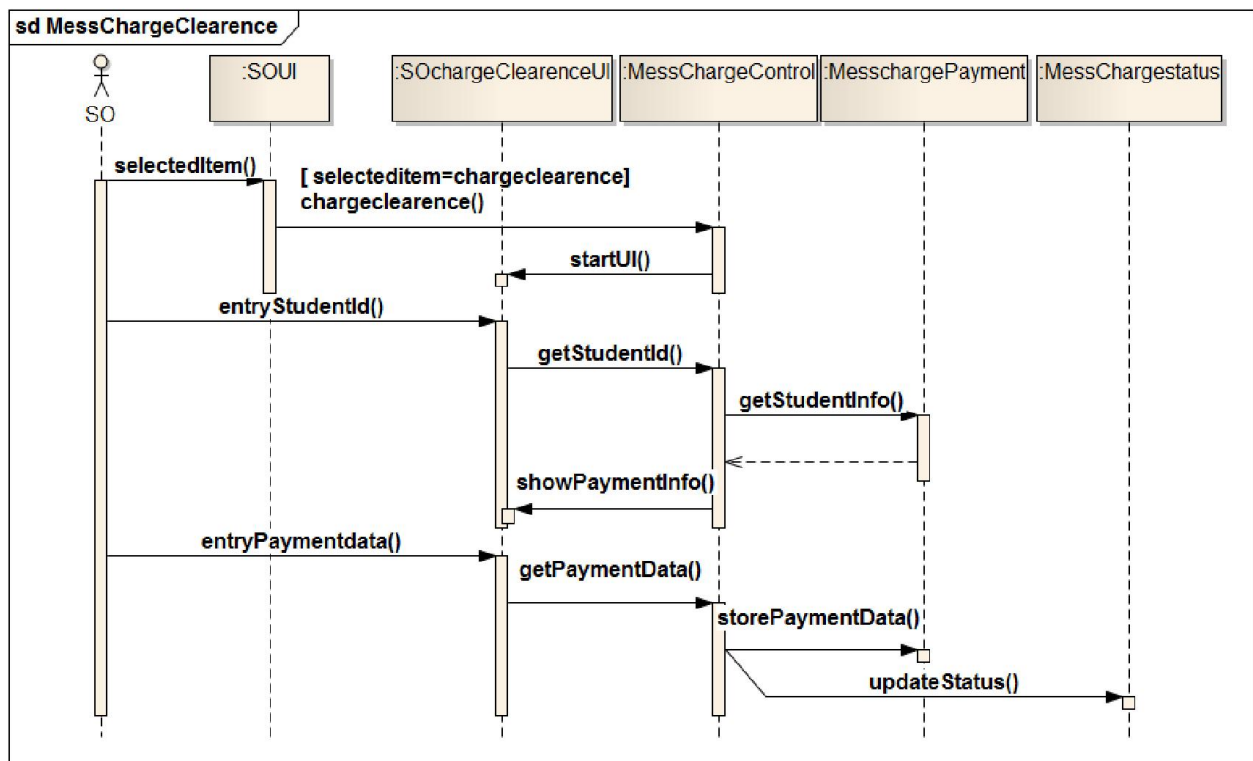 sd MessChargeClearence
SO
:SOUI
:SOchargeClearenceUI
:MessChargeControl
:MesschargePayment
:MessChargestatus
selectedItem()
[ selecteditem=chargeclearence]
chargeclearence()
startUI()
entryStudentId()
getStudentId()
getStudentInfo()
showPaymentInfo()
entryPaymentdata()
getPaymentData()
storePaymentData()
updateStatus()